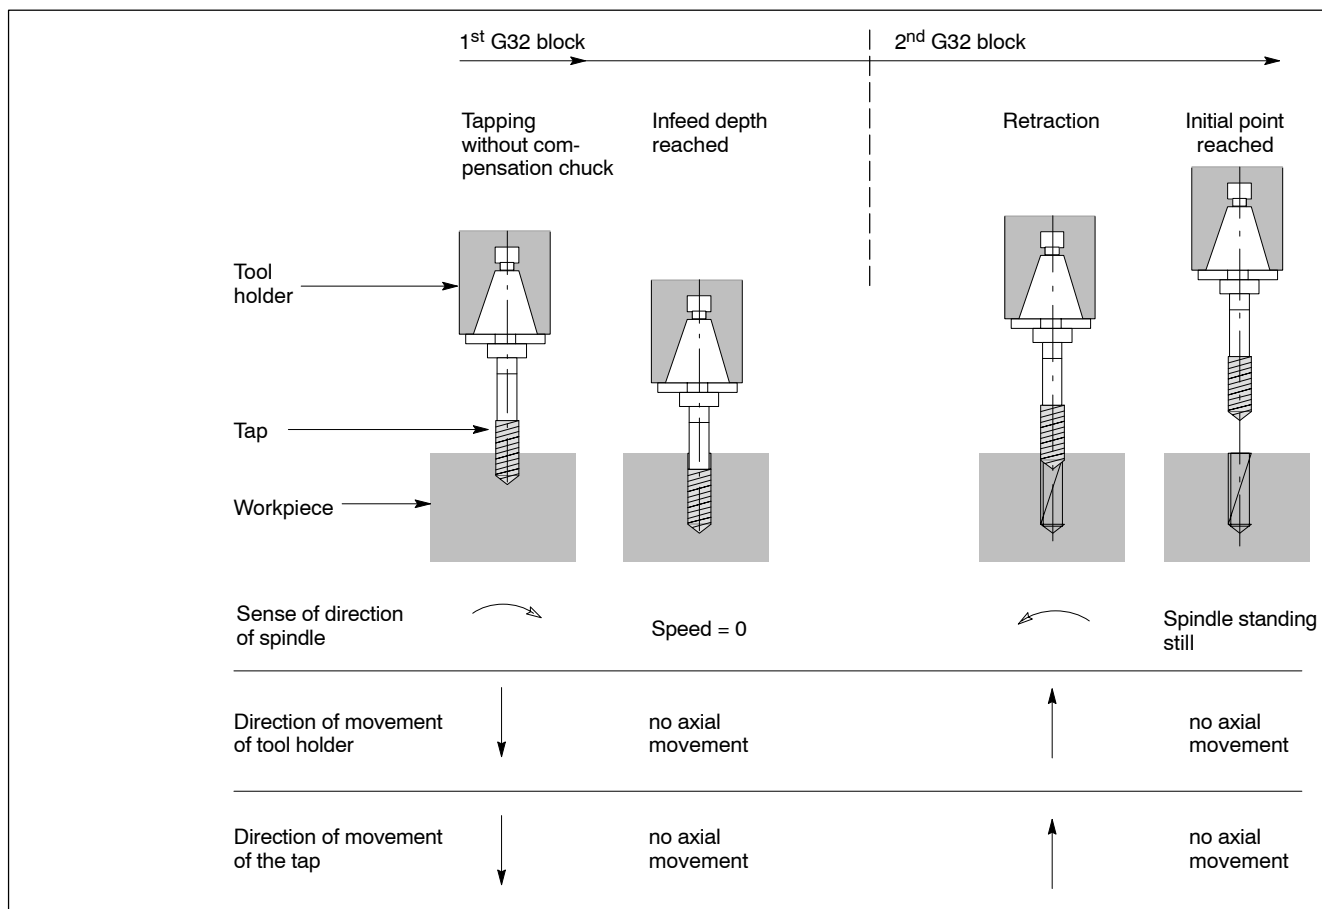 1st G32 block
2nd G32 block
Tapping
without com-
pensation chuck
Infeed depth
reached
Retraction
Initial point
reached
Tool
holder
Tap
Workpiece
Sense of direction
of spindle
Speed = 0
Spindle standing
still
Direction of movement
of tool holder
no axial
movement
no axial
movement
Direction of movement
of the tap
no axial
movement
no axial
movement